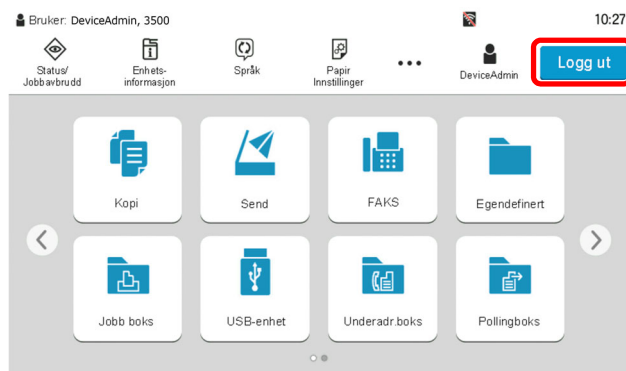 Bruker: DeviceAdmin, 3500
10:27
Status/
Jobbavbrudd
Enhets-
informasjon
Språk
Papir
Innstillinger
DeviceAdmin
Logg ut
Kopi
Send
FAKS
Egendefinert
Jobb boks
USB-enhet
Underadr.boks
Pollingboks